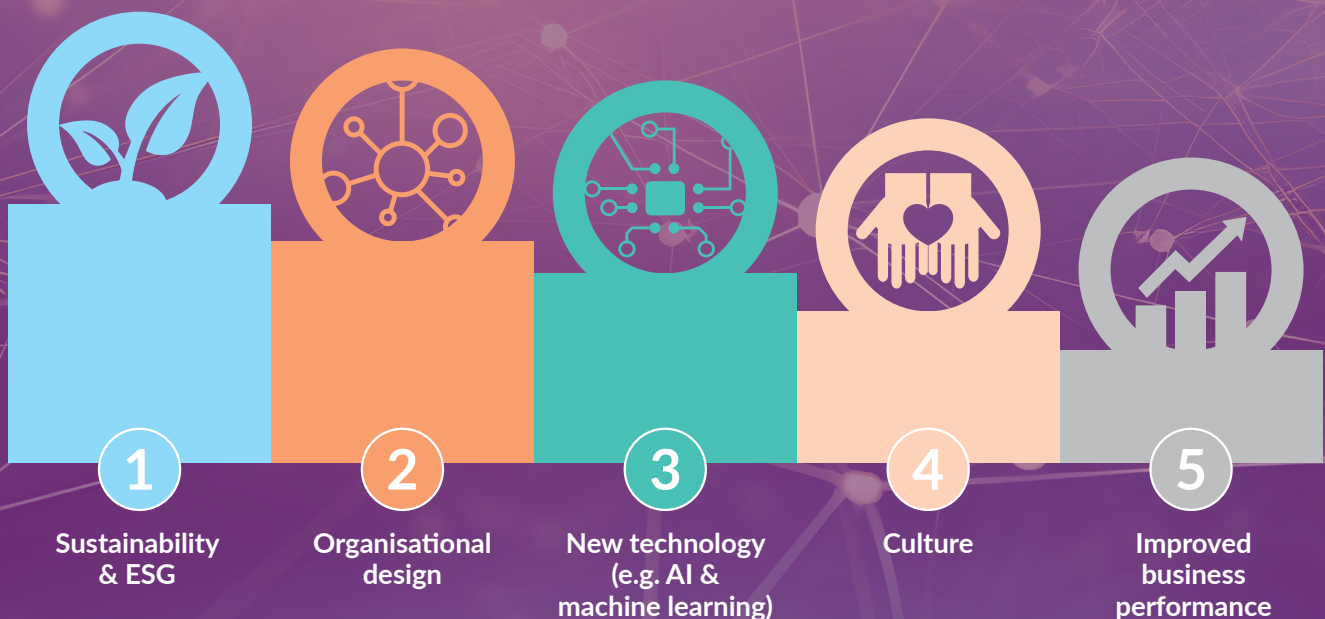 1
2
3
4
5
Sustainability
& ESG
Organisational
design
New technology
(e.g. AI &
machine learning)
Culture
Improved
business
performance